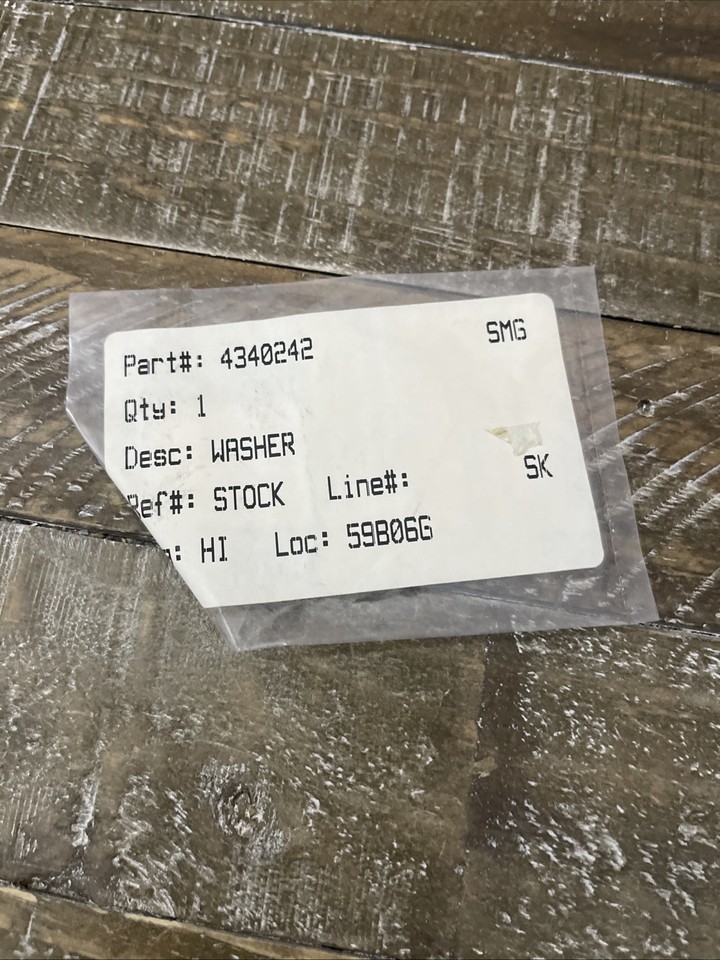 Part#: 4340242 SMG
Qty: 1
Desc: WASHER
Ref#: STOCK Line#: SK
: HI Loc: 59B06G